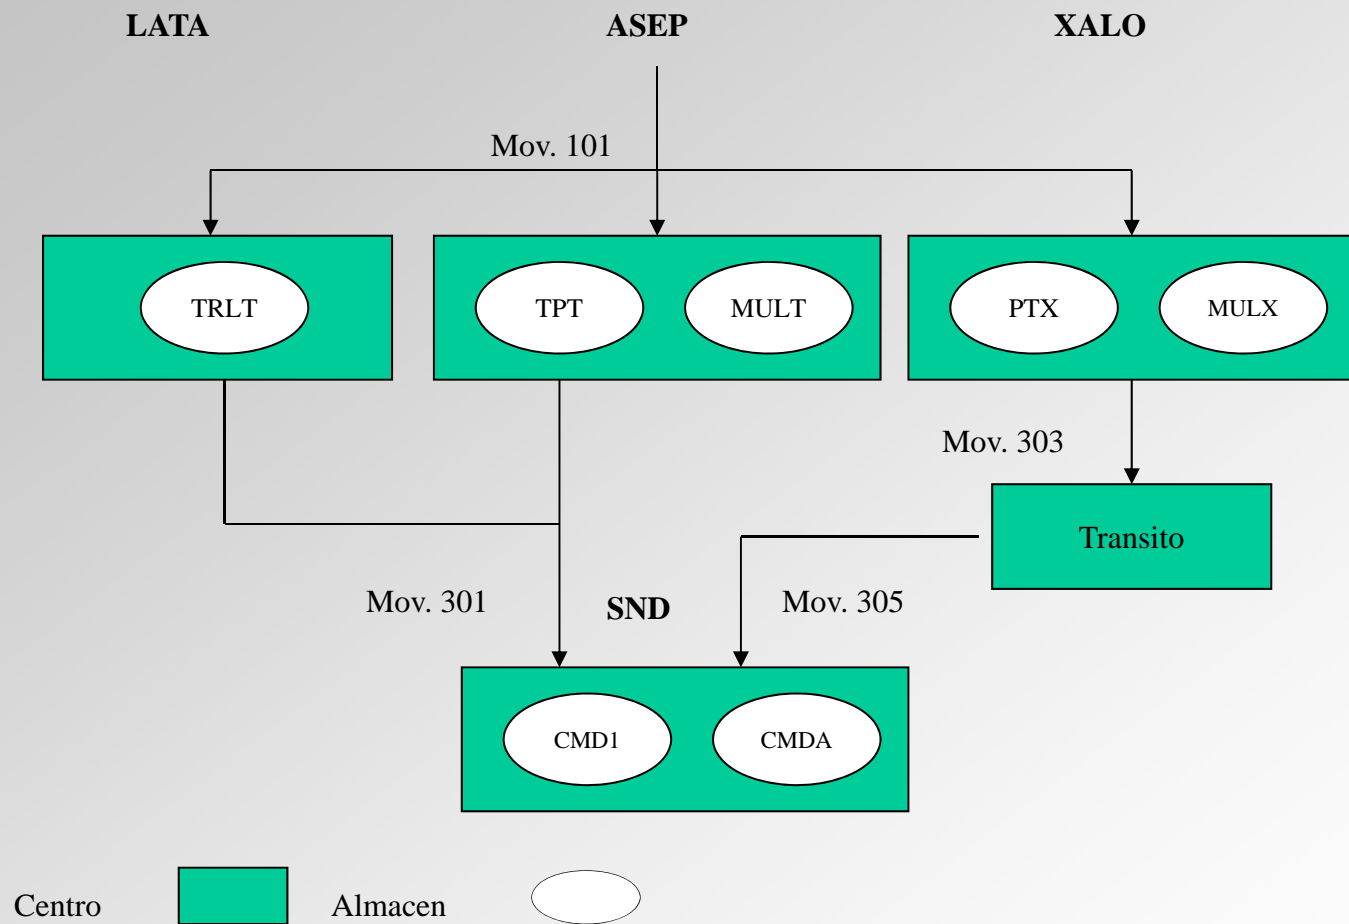 LATA ASEP XALO
Mov. 101
TRLT TPT MULT PTX MULX
Mov. 303
Transito
Mov. 301 SND Mov. 305
CMD1 CMDA
Centro Almacen